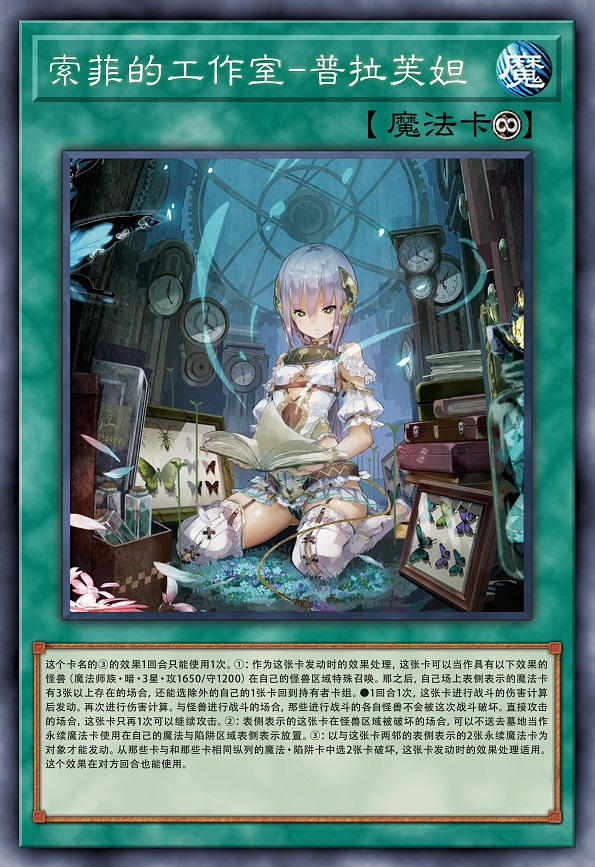 索菲的工作室-普拉芙妲
魔
【魔法卡♾】
这个卡名的③的效果1回合只能使用1次。①：作为这张卡发动时的效果处理，这张卡可以当作具有以下效果的
怪兽（魔法师族·暗·3星·攻1650/守1200）在自己的怪兽区域特殊召唤。那之后，自己场上表侧表示的魔法卡
有3张以上存在的场合，还能选除外的自己的1张卡回到持有者卡组。●1回合1次，这张卡进行战斗的伤害计算
后发动。再次进行伤害计算。与怪兽进行战斗的场合，那些进行战斗的各自怪兽不会被这次战斗破坏。直接攻击
的场合，这张卡只再1次可以继续攻击。②：表侧表示的这张卡在怪兽区域被破坏的场合，可以不送去墓地当作
永续魔法卡使用在自己的魔法与陷阱区域表侧表示放置。③：以与这张卡两邻的表侧表示的2张永续魔法卡为
对象才能发动。从那些卡与和那些卡相同纵列的魔法·陷阱卡中选2张卡破坏，这张卡发动时的效果处理适用。
这个效果在对方回合也能使用。